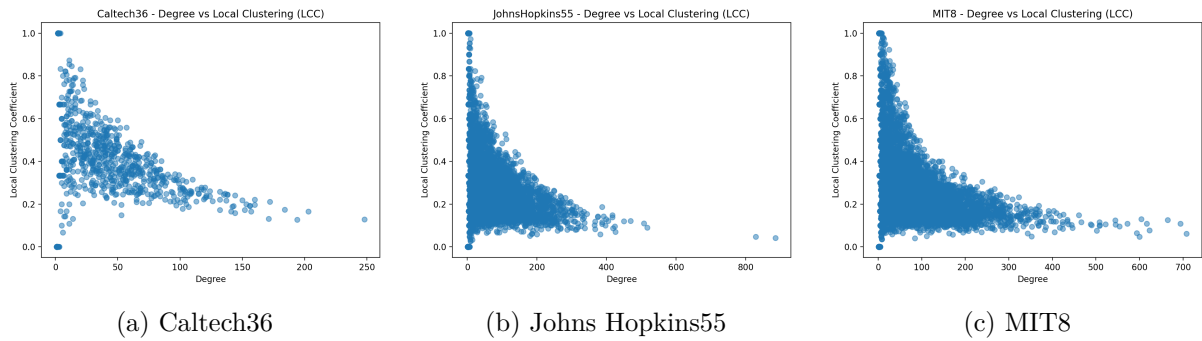 Caltech36 - Degree vs Local Clustering (LCC)
Local Clustering Coefficient
1.0
0.8
0.6
0.4
0.2
0.0
0 50 100 150 200 250
Degree
(a) Caltech36
JohnsHopkins55 - Degree vs Local Clustering (LCC)
Local Clustering Coefficient
1.0
0.8
0.6
0.4
0.2
0.0
0 200 400 600 800
Degree
(b) Johns Hopkins55
MIT8 - Degree vs Local Clustering (LCC)
Local Clustering Coefficient
1.0
0.8
0.6
0.4
0.2
0.0
0 100 200 300 400 500 600 700
Degree
(c) MIT8